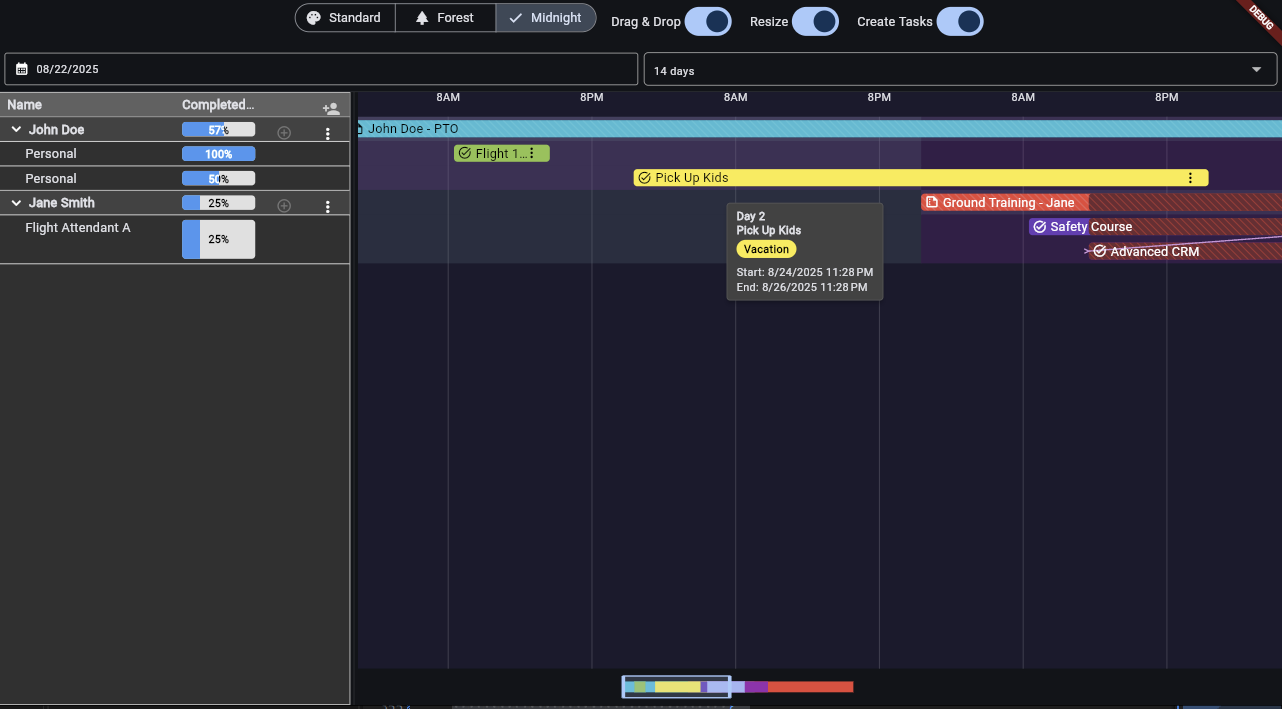 Standard Forest Midnight Drag & Drop Resize Create Tasks DEBUG
08/22/2025 14 days
Name Completed... 8AM 8PM 8AM 8PM 8AM 8PM
John Doe 57% John Doe - PTO
Personal 100% Flight 1...
Personal 50% Pick Up Kids
Jane Smith 25% Ground Training - Jane
Flight Attendant A 25% Safety Course
Advanced CRM
Day 2
Pick Up Kids
Vacation
Start: 8/24/2025 11:28 PM
End: 8/26/2025 11:28 PM